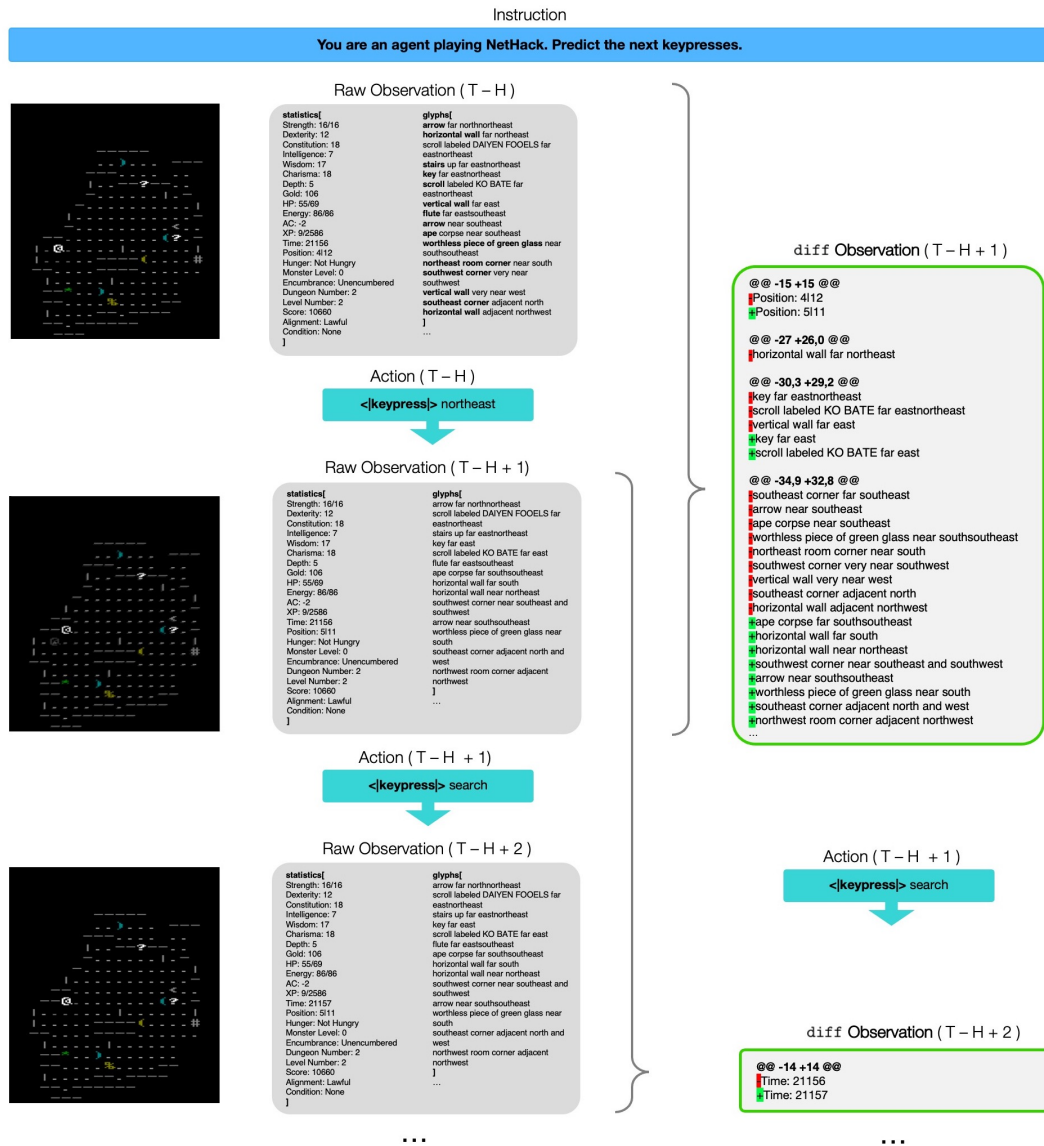 Instruction
You are an agent playing NetHack. Predict the next keypresses.
Raw Observation ( T – H )
statistics[
Strength: 16/16
Dexterity: 12
Constitution: 18
Intelligence: 7
Wisdom: 17
Charisma: 18
Depth: 5
Gold: 106
HP: 55/69
Energy: 86/86
AC: -2
XP: 9/2586
Time: 21156
Position: 4|12
Hunger: Not Hungry
Monster Level: 0
Encumbrance: Unencumbered
Dungeon Number: 2
Level Number: 2
Score: 10660
Alignment: Lawful
Condition: None
]
glyphs[
arrow far northnortheast
horizontal wall far northeast
scroll labeled DAIYEN FOOELS far
eastnortheast
stairs up far eastnortheast
key far eastnortheast
scroll labeled KO BATE far
eastnortheast
vertical wall far east
flute far eastsoutheast
arrow near southeast
ape corpse near southeast
worthless piece of green glass near
southsoutheast
northeast room corner near south
southwest corner very near
southwest
vertical wall very near west
southeast corner adjacent north
horizontal wall adjacent northwest
]
...
Action ( T – H )
<|keypress|> northeast
Raw Observation ( T – H + 1)
statistics[
Strength: 16/16
Dexterity: 12
Constitution: 18
Intelligence: 7
Wisdom: 17
Charisma: 18
Depth: 5
Gold: 106
HP: 55/69
Energy: 86/86
AC: -2
XP: 9/2586
Time: 21156
Position: 5|11
Hunger: Not Hungry
Monster Level: 0
Encumbrance: Unencumbered
Dungeon Number: 2
Level Number: 2
Score: 10660
Alignment: Lawful
Condition: None
]
glyphs[
arrow far northnortheast
scroll labeled DAIYEN FOOELS far
eastnortheast
stairs up far eastnortheast
key far east
scroll labeled KO BATE far east
flute far eastsoutheast
ape corpse far southsoutheast
horizontal wall far south
horizontal wall near northeast
southwest corner near southeast and
southwest
arrow near southsoutheast
worthless piece of green glass near
south
southeast corner adjacent north and
west
northwest room corner adjacent
northwest
]
...
Action ( T – H + 1)
<|keypress|> search
Raw Observation ( T – H + 2 )
statistics[
Strength: 16/16
Dexterity: 12
Constitution: 18
Intelligence: 7
Wisdom: 17
Charisma: 18
Depth: 5
Gold: 106
HP: 55/69
Energy: 86/86
AC: -2
XP: 9/2586
Time: 21157
Position: 5|11
Hunger: Not Hungry
Monster Level: 0
Encumbrance: Unencumbered
Dungeon Number: 2
Level Number: 2
Score: 10660
Alignment: Lawful
Condition: None
]
glyphs[
arrow far northnortheast
scroll labeled DAIYEN FOOELS far
eastnortheast
stairs up far eastnortheast
key far east
scroll labeled KO BATE far east
flute far eastsoutheast
ape corpse far southsoutheast
horizontal wall far south
horizontal wall near northeast
southwest corner near southeast and
southwest
arrow near southsoutheast
worthless piece of green glass near
south
southeast corner adjacent north and
west
northwest room corner adjacent
northwest
]
...
...
diff Observation ( T – H + 1 )
@@ -15 +15 @@
-Position: 4|12
+Position: 5|11
@@ -27 +26,0 @@
-horizontal wall far northeast
@@ -30,3 +29,2 @@
-key far eastnortheast
-scroll labeled KO BATE far eastnortheast
-vertical wall far east
+key far east
+scroll labeled KO BATE far east
@@ -34,9 +32,8 @@
-southeast corner far southeast
-arrow near southeast
-ape corpse near southeast
-worthless piece of green glass near southsoutheast
-northeast room corner near south
-southwest corner very near southwest
-vertical wall very near west
-southeast corner adjacent north
-horizontal wall adjacent northwest
+ape corpse far southsoutheast
+horizontal wall far south
+horizontal wall near northeast
+southwest corner near southeast and southwest
+arrow near southsoutheast
+worthless piece of green glass near south
+southeast corner adjacent north and west
+northwest room corner adjacent northwest
...
Action ( T – H + 1 )
<|keypress|> search
diff Observation ( T – H + 2 )
@@ -14 +14 @@
-Time: 21156
+Time: 21157
...